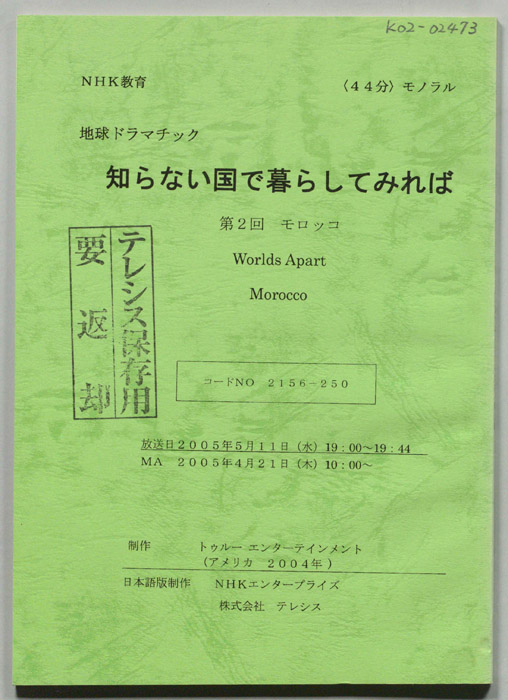 K02-02473
NHK教育
〈４４分〉モノラル
地球ドラマチック
知らない国で暮らしてみれば
第２回　モロッコ
Worlds Apart
Morocco
テレシス保存用
要返却
コードNO　２１５６－２５０
放送日２００５年５月１１日（水）１９：００～１９：４４
MA　２００５年４月２１日（木）１０：００～
制作　トゥルー エンターテインメント
（アメリカ　２００４年）
日本語版制作　NHKエンタープライズ
株式会社　テレシス